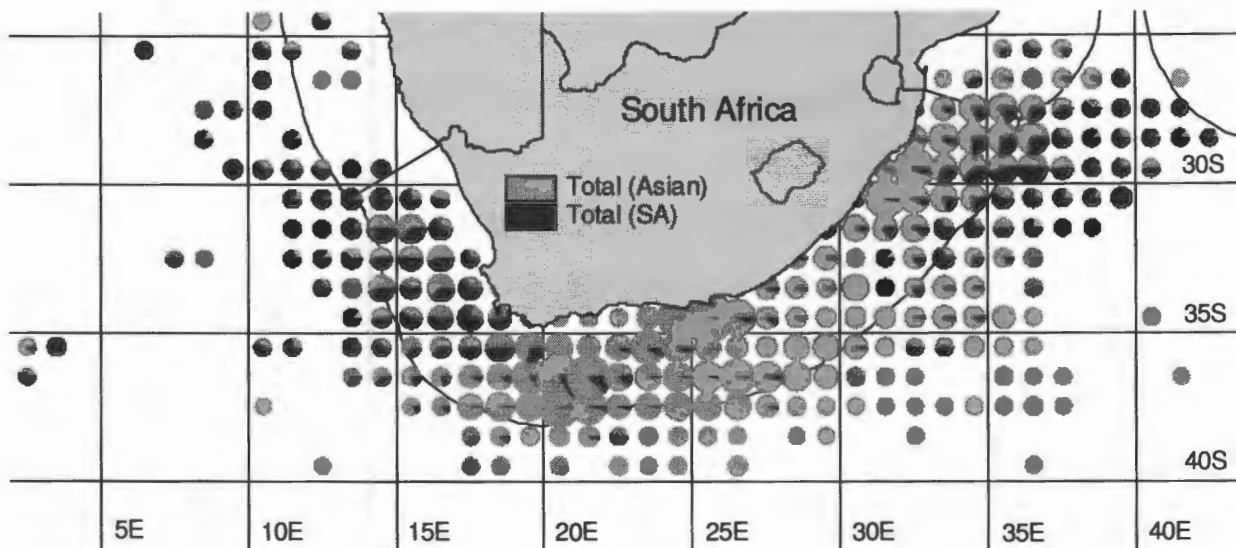 South Africa
Total (Asian)
Total (SA)
30S
35S
40S
5E
10E
15E
20E
25E
30E
35E
40E